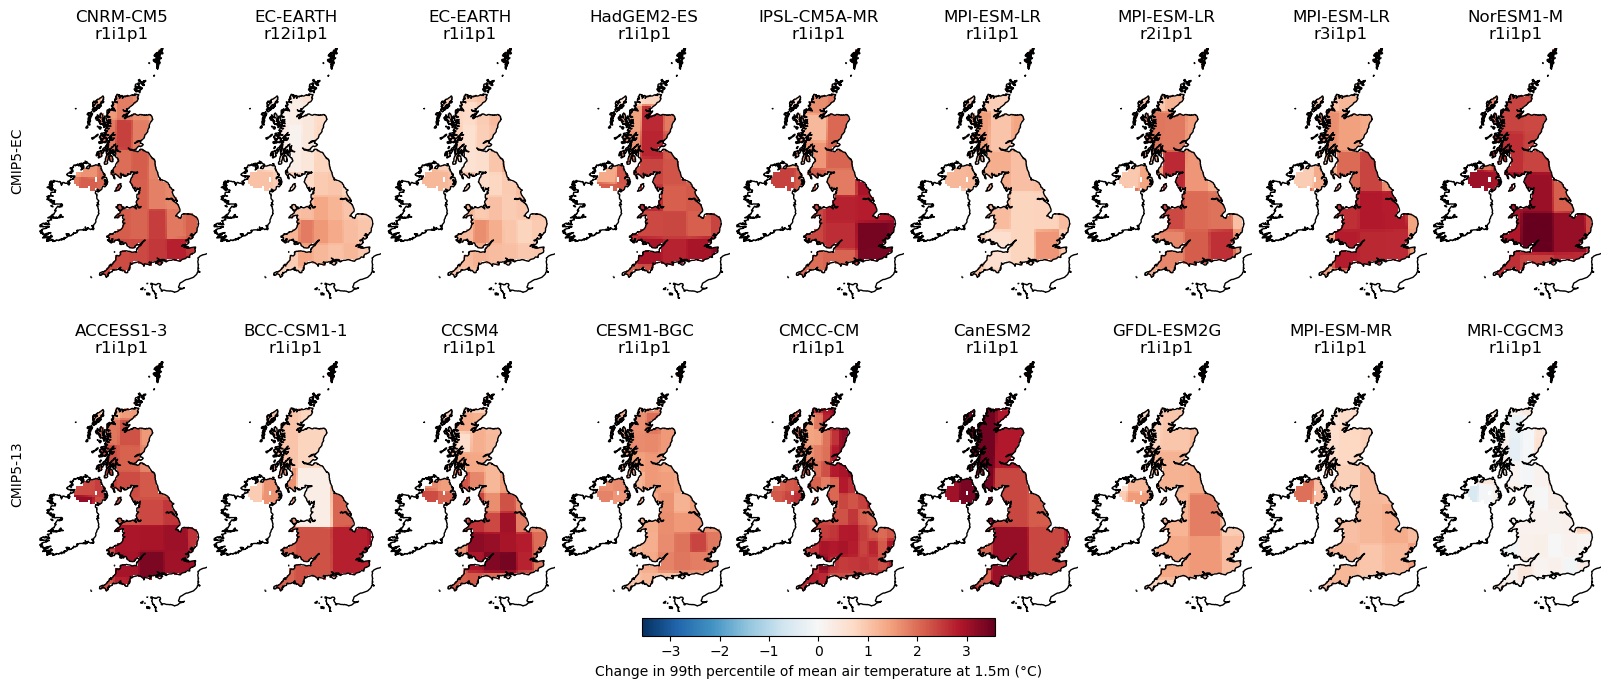 CNRM-CM5
r1i1p1
EC-EARTH
r12i1p1
EC-EARTH
r1i1p1
HadGEM2-ES
r1i1p1
IPSL-CM5A-MR
r1i1p1
MPI-ESM-LR
r1i1p1
MPI-ESM-LR
r2i1p1
MPI-ESM-LR
r3i1p1
NorESM1-M
r1i1p1
CMIP5-EC
ACCESS1-3
r1i1p1
BCC-CSM1-1
r1i1p1
CCSM4
r1i1p1
CESM1-BGC
r1i1p1
CMCC-CM
r1i1p1
CanESM2
r1i1p1
GFDL-ESM2G
r1i1p1
MPI-ESM-MR
r1i1p1
MRI-CGCM3
r1i1p1
CMIP5-13
−3 −2 −1 0 1 2 3
Change in 99th percentile of mean air temperature at 1.5m (°C)